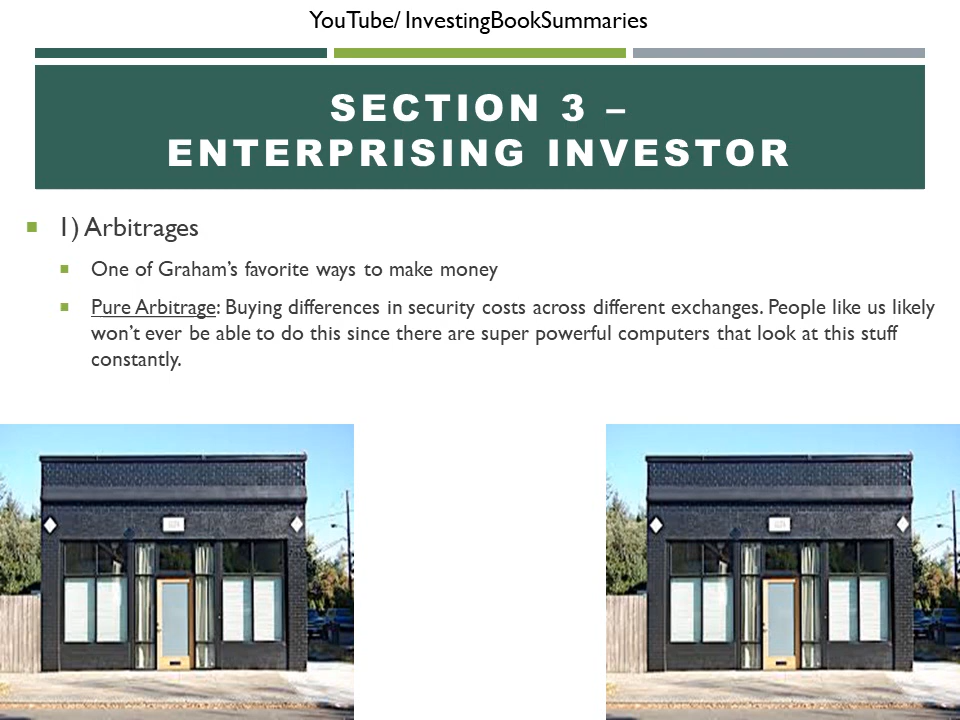 YouTube/ InvestingBookSummaries
SECTION 3 –
ENTERPRISING INVESTOR
1) Arbitrages
One of Graham’s favorite ways to make money
Pure Arbitrage: Buying differences in security costs across different exchanges. People like us likely
won’t ever be able to do this since there are super powerful computers that look at this stuff
constantly.